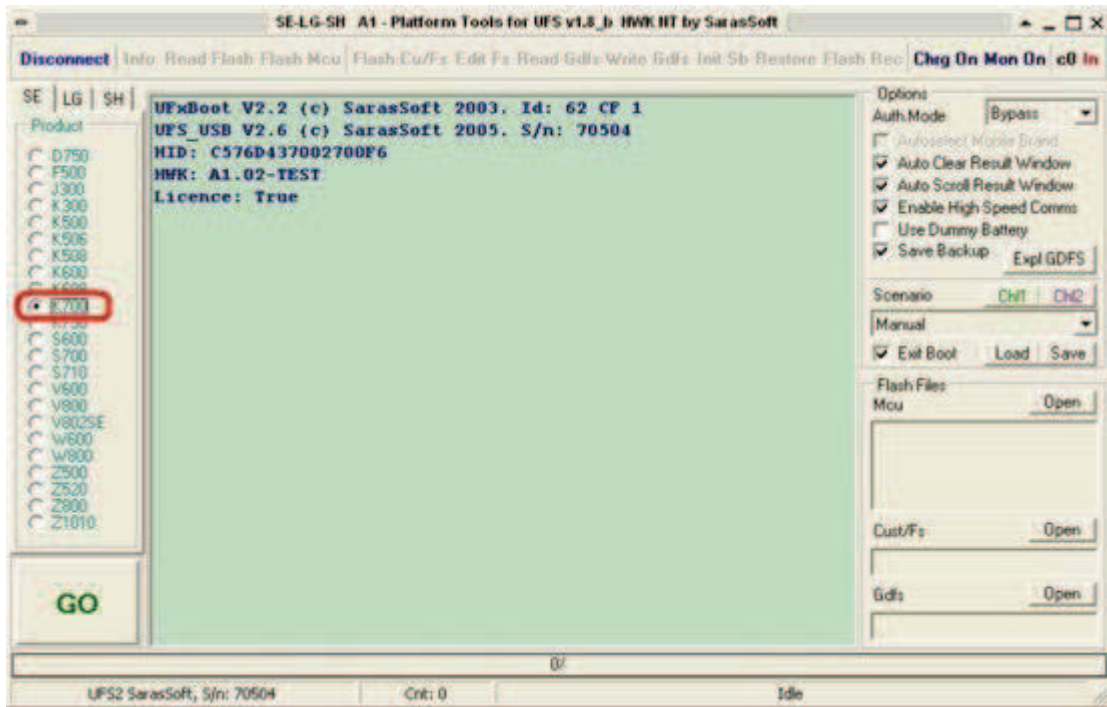 SE-LG-SH A1 - Platform Tools for UFS v1.8_b HWK NT by SarasSoft
Disconnect Info Read Flash Flash Mcu Flash Cu/Fs Edit Fs Read Gdfs Write Gdfs Init Sb Restore Flash Rec Chrg On Mon On c0 In
SE LG SH
Product
D750
F500
J300
K300
K500
K506
K508
K600
K700
K750
S600
S700
S710
V600
V800
V802SE
W600
W800
Z500
Z520
Z800
Z1010
GO
UFxBoot V2.2 (c) SarasSoft 2003. Id: 62 CF 1
UFS_USB V2.6 (c) SarasSoft 2005. S/n: 70504
HID: C576D437002700F6
HWK: A1.02-TEST
Licence: True
Options
Auth.Mode Bypass
Autoselect Mobile Brand
Auto Clear Result Window
Auto Scroll Result Window
Enable High Speed Comms
Use Dummy Battery
Save Backup Expl GDFS
Scenario Chl1 Chl2
Manual
Exit Boot Load Save
Flash Files
Mcu Open
Cust/Fs Open
Gdfs Open
0/
UFS2 SarasSoft, S/n: 70504 Cnt: 0 Idle